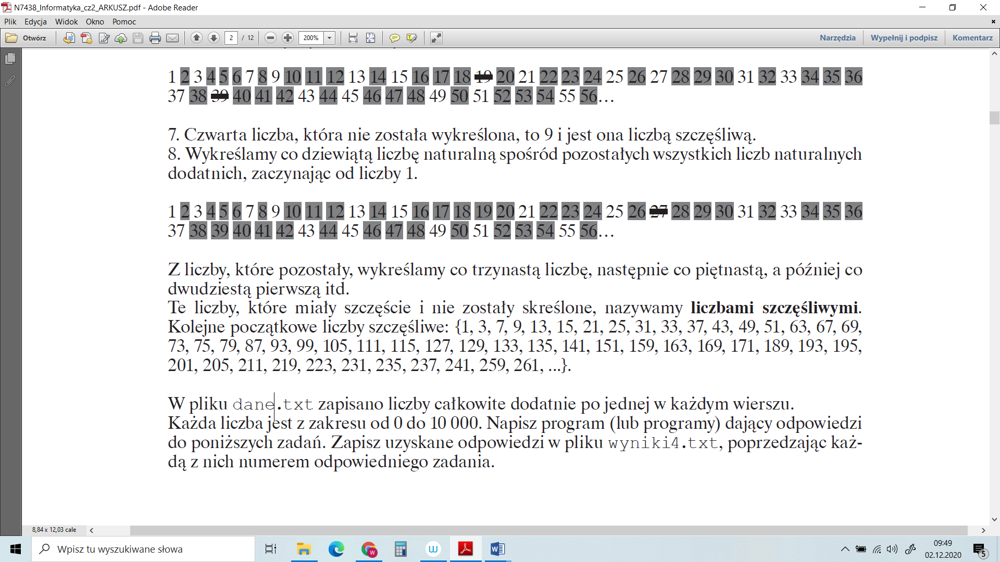 N7438_Informatyka_cz2_ARKUSZ.pdf - Adobe Reader
Plik Edycja Widok Okno Pomoc
Otwórz 2 / 12 200% Narzędzia Wypełnij i podpisz Komentarz
1 2 3 4 5 6 7 8 9 10 11 12 13 14 15 16 17 18 19 20 21 22 23 24 25 26 27 28 29 30 31 32 33 34 35 36
37 38 39 40 41 42 43 44 45 46 47 48 49 50 51 52 53 54 55 56…
7. Czwarta liczba, która nie została wykreślona, to 9 i jest ona liczbą szczęśliwą.
8. Wykreślamy co dziewiątą liczbę naturalną spośród pozostałych wszystkich liczb naturalnych
dodatnich, zaczynając od liczby 1.
1 2 3 4 5 6 7 8 9 10 11 12 13 14 15 16 17 18 19 20 21 22 23 24 25 26 27 28 29 30 31 32 33 34 35 36
37 38 39 40 41 42 43 44 45 46 47 48 49 50 51 52 53 54 55 56…
Z liczby, które pozostały, wykreślamy co trzynastą liczbę, następnie co piętnastą, a później co
dwudziestą pierwszą itd.
Te liczby, które miały szczęście i nie zostały skreślone, nazywamy liczbami szczęśliwymi.
Kolejne początkowe liczby szczęśliwe: {1, 3, 7, 9, 13, 15, 21, 25, 31, 33, 37, 43, 49, 51, 63, 67, 69,
73, 75, 79, 87, 93, 99, 105, 111, 115, 127, 129, 133, 135, 141, 151, 159, 163, 169, 171, 189, 193, 195,
201, 205, 211, 219, 223, 231, 235, 237, 241, 259, 261, ...}.
W pliku dane.txt zapisano liczby całkowite dodatnie po jednej w każdym wierszu.
Każda liczba jest z zakresu od 0 do 10 000. Napisz program (lub programy) dający odpowiedzi
do poniższych zadań. Zapisz uzyskane odpowiedzi w pliku wyniki4.txt, poprzedzając każ-
dą z nich numerem odpowiedniego zadania.
8,84 x 12,03 cale
Wpisz tu wyszukiwane słowa
09:49
02.12.2020
5